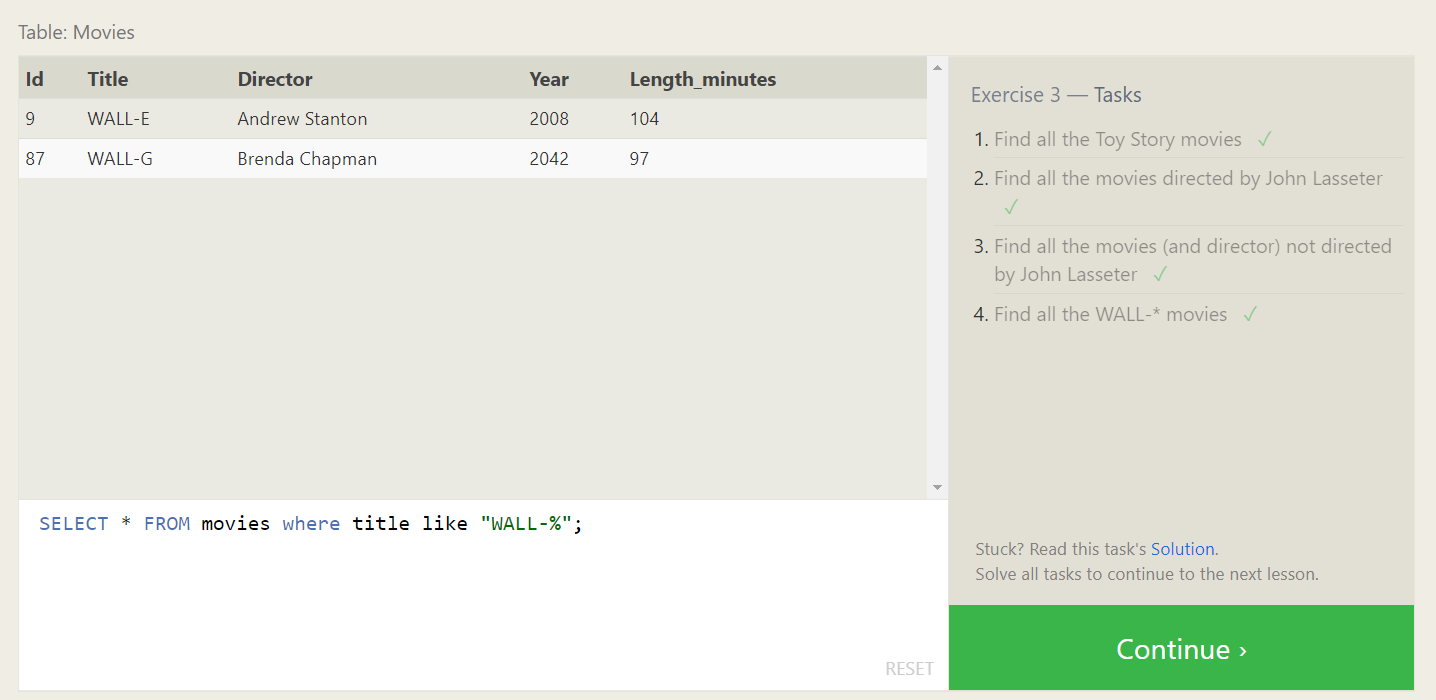 Table: Movies
Id Title Director Year Length_minutes
9 WALL-E Andrew Stanton 2008 104
87 WALL-G Brenda Chapman 2042 97
SELECT * FROM movies where title like "WALL-%";
RESET
Exercise 3 — Tasks
1. Find all the Toy Story movies ✓
2. Find all the movies directed by John Lasseter
✓
3. Find all the movies (and director) not directed
by John Lasseter ✓
4. Find all the WALL-* movies ✓
Stuck? Read this task's Solution.
Solve all tasks to continue to the next lesson.
Continue ›